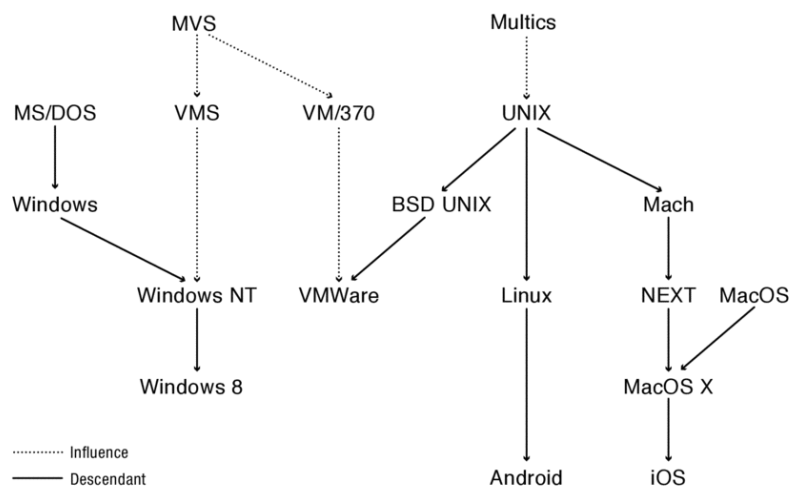 MVS
Multics
MS/DOS
VMS
VM/370
UNIX
Windows
BSD UNIX
Mach
Windows NT
VMWare
Linux
NEXT
MacOS
Windows 8
MacOS X
Influence
Descendant
Android
iOS